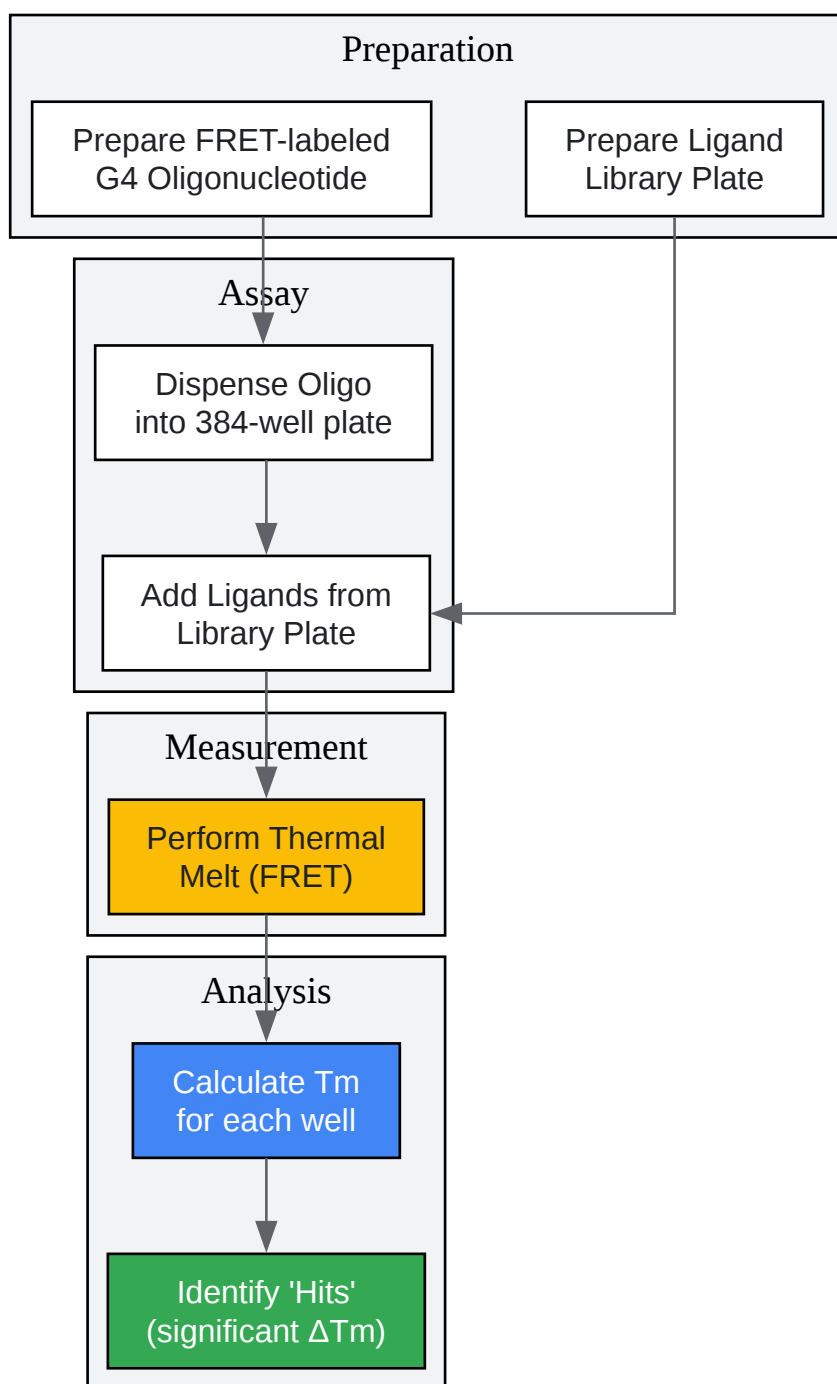 Preparation
Prepare FRET-labeled
G4 Oligonucleotide
Prepare Ligand
Library Plate
Assay
Dispense Oligo
into 384-well plate
Add Ligands from
Library Plate
Measurement
Perform Thermal
Melt (FRET)
Analysis
Calculate Tm
for each well
Identify 'Hits'
(significant ΔTm)